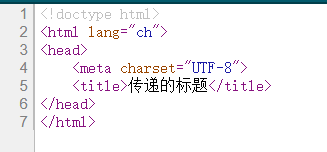 1 <!doctype html>
2 <html lang="ch">
3 <head>
4     <meta charset="UTF-8">
5     <title>传递的标题</title>
6 </head>
7 </html>